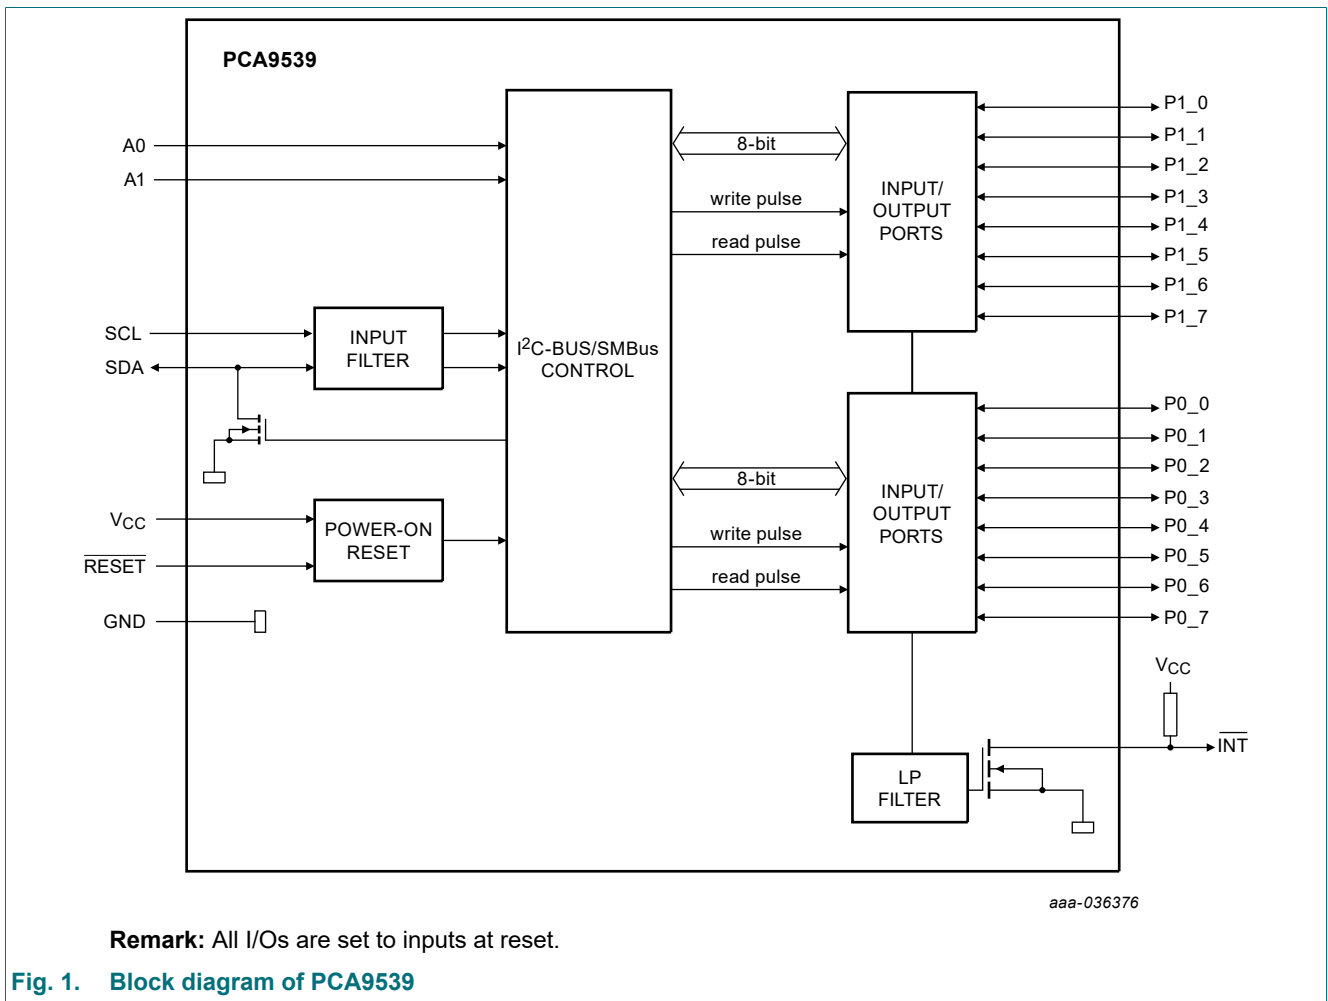 PCA9539
A0
A1
SCL
SDA
VCC
RESET
GND
INPUT
FILTER
POWER-ON
RESET
I2C-BUS/SMBus
CONTROL
8-bit
write pulse
read pulse
8-bit
write pulse
read pulse
INPUT/
OUTPUT
PORTS
INPUT/
OUTPUT
PORTS
LP
FILTER
P1_0
P1_1
P1_2
P1_3
P1_4
P1_5
P1_6
P1_7
P0_0
P0_1
P0_2
P0_3
P0_4
P0_5
P0_6
P0_7
VCC
INT
aaa-036376
Remark: All I/Os are set to inputs at reset.
Fig. 1. Block diagram of PCA9539